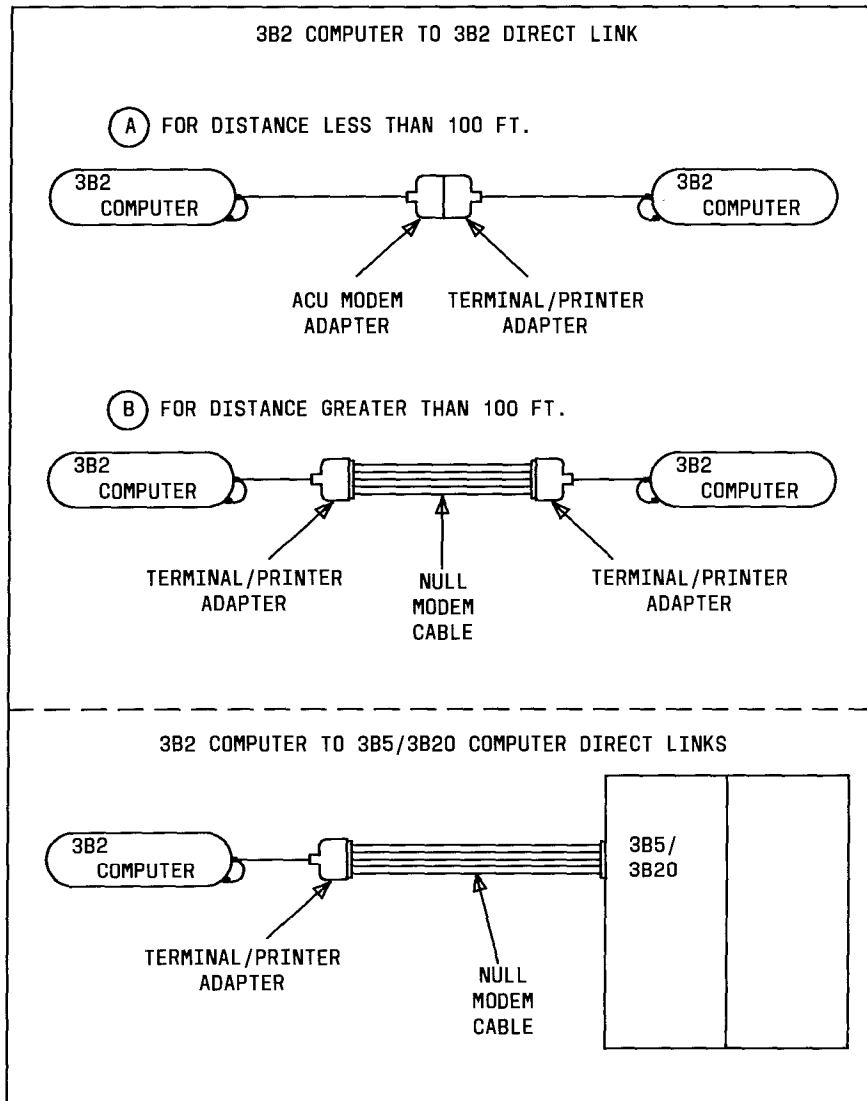 3B2 COMPUTER TO 3B2 DIRECT LINK
A FOR DISTANCE LESS THAN 100 FT.
3B2
COMPUTER
3B2
COMPUTER
ACU MODEM
ADAPTER
TERMINAL/PRINTER
ADAPTER
B FOR DISTANCE GREATER THAN 100 FT.
3B2
COMPUTER
3B2
COMPUTER
TERMINAL/PRINTER
ADAPTER
NULL
MODEM
CABLE
TERMINAL/PRINTER
ADAPTER
3B2 COMPUTER TO 3B5/3B20 COMPUTER DIRECT LINKS
3B2
COMPUTER
3B5/
3B20
TERMINAL/PRINTER
ADAPTER
NULL
MODEM
CABLE